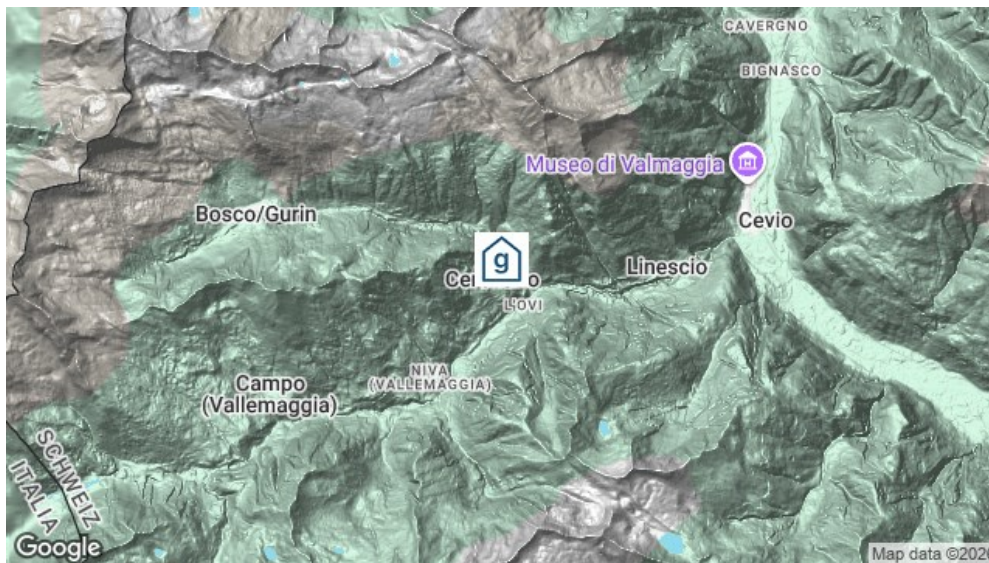 CAVERGNO
BIGNASCO
Museo di Valmaggia
Bosco/Gurin
Cevio
g
Linescio
L'OVI
NIVA
(VALLEMAGGIA)
Campo
(Vallemaggia)
SCHWEIZ
ITALIA
Google
Map data